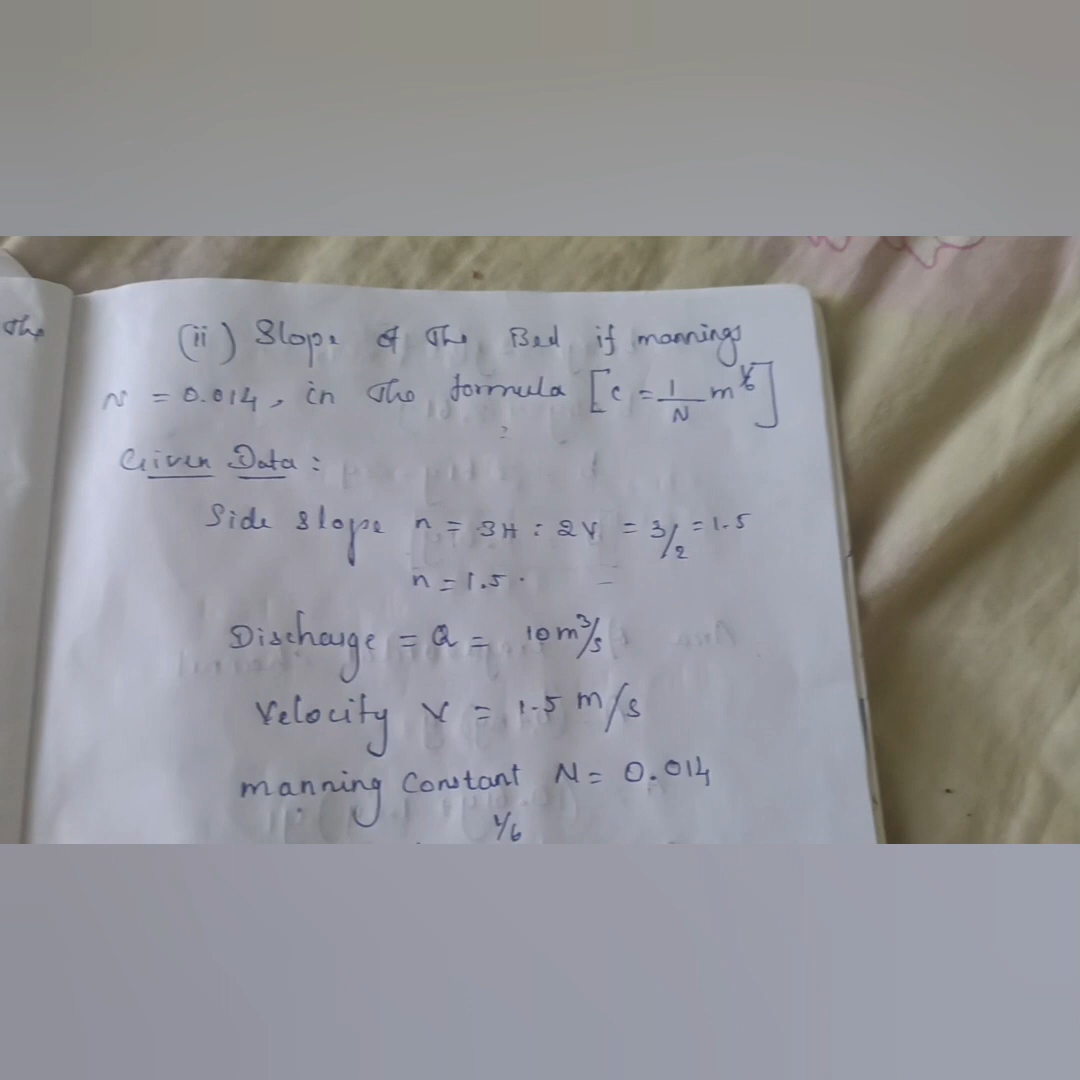 The
(ii) Slope of The Bed if mannings
N = 0.014, in The formula [c = 1/N m^1/6]
Given Data :
Side slope n = 3H : 2V = 3/2 = 1.5
n = 1.5.
Discharge = Q = 10 m³/s
Velocity V = 1.5 m/s
manning Constant N = 0.014
1/6